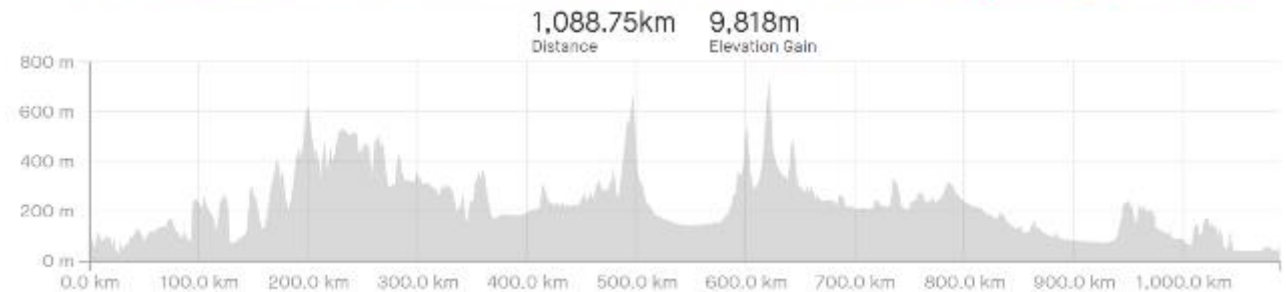 1,088.75km 9,818m
Distance Elevation Gain
800 m
600 m
400 m
200 m
0 m
0.0 km 100.0 km 200.0 km 300.0 km 400.0 km 500.0 km 600.0 km 700.0 km 800.0 km 900.0 km 1,000.0 km